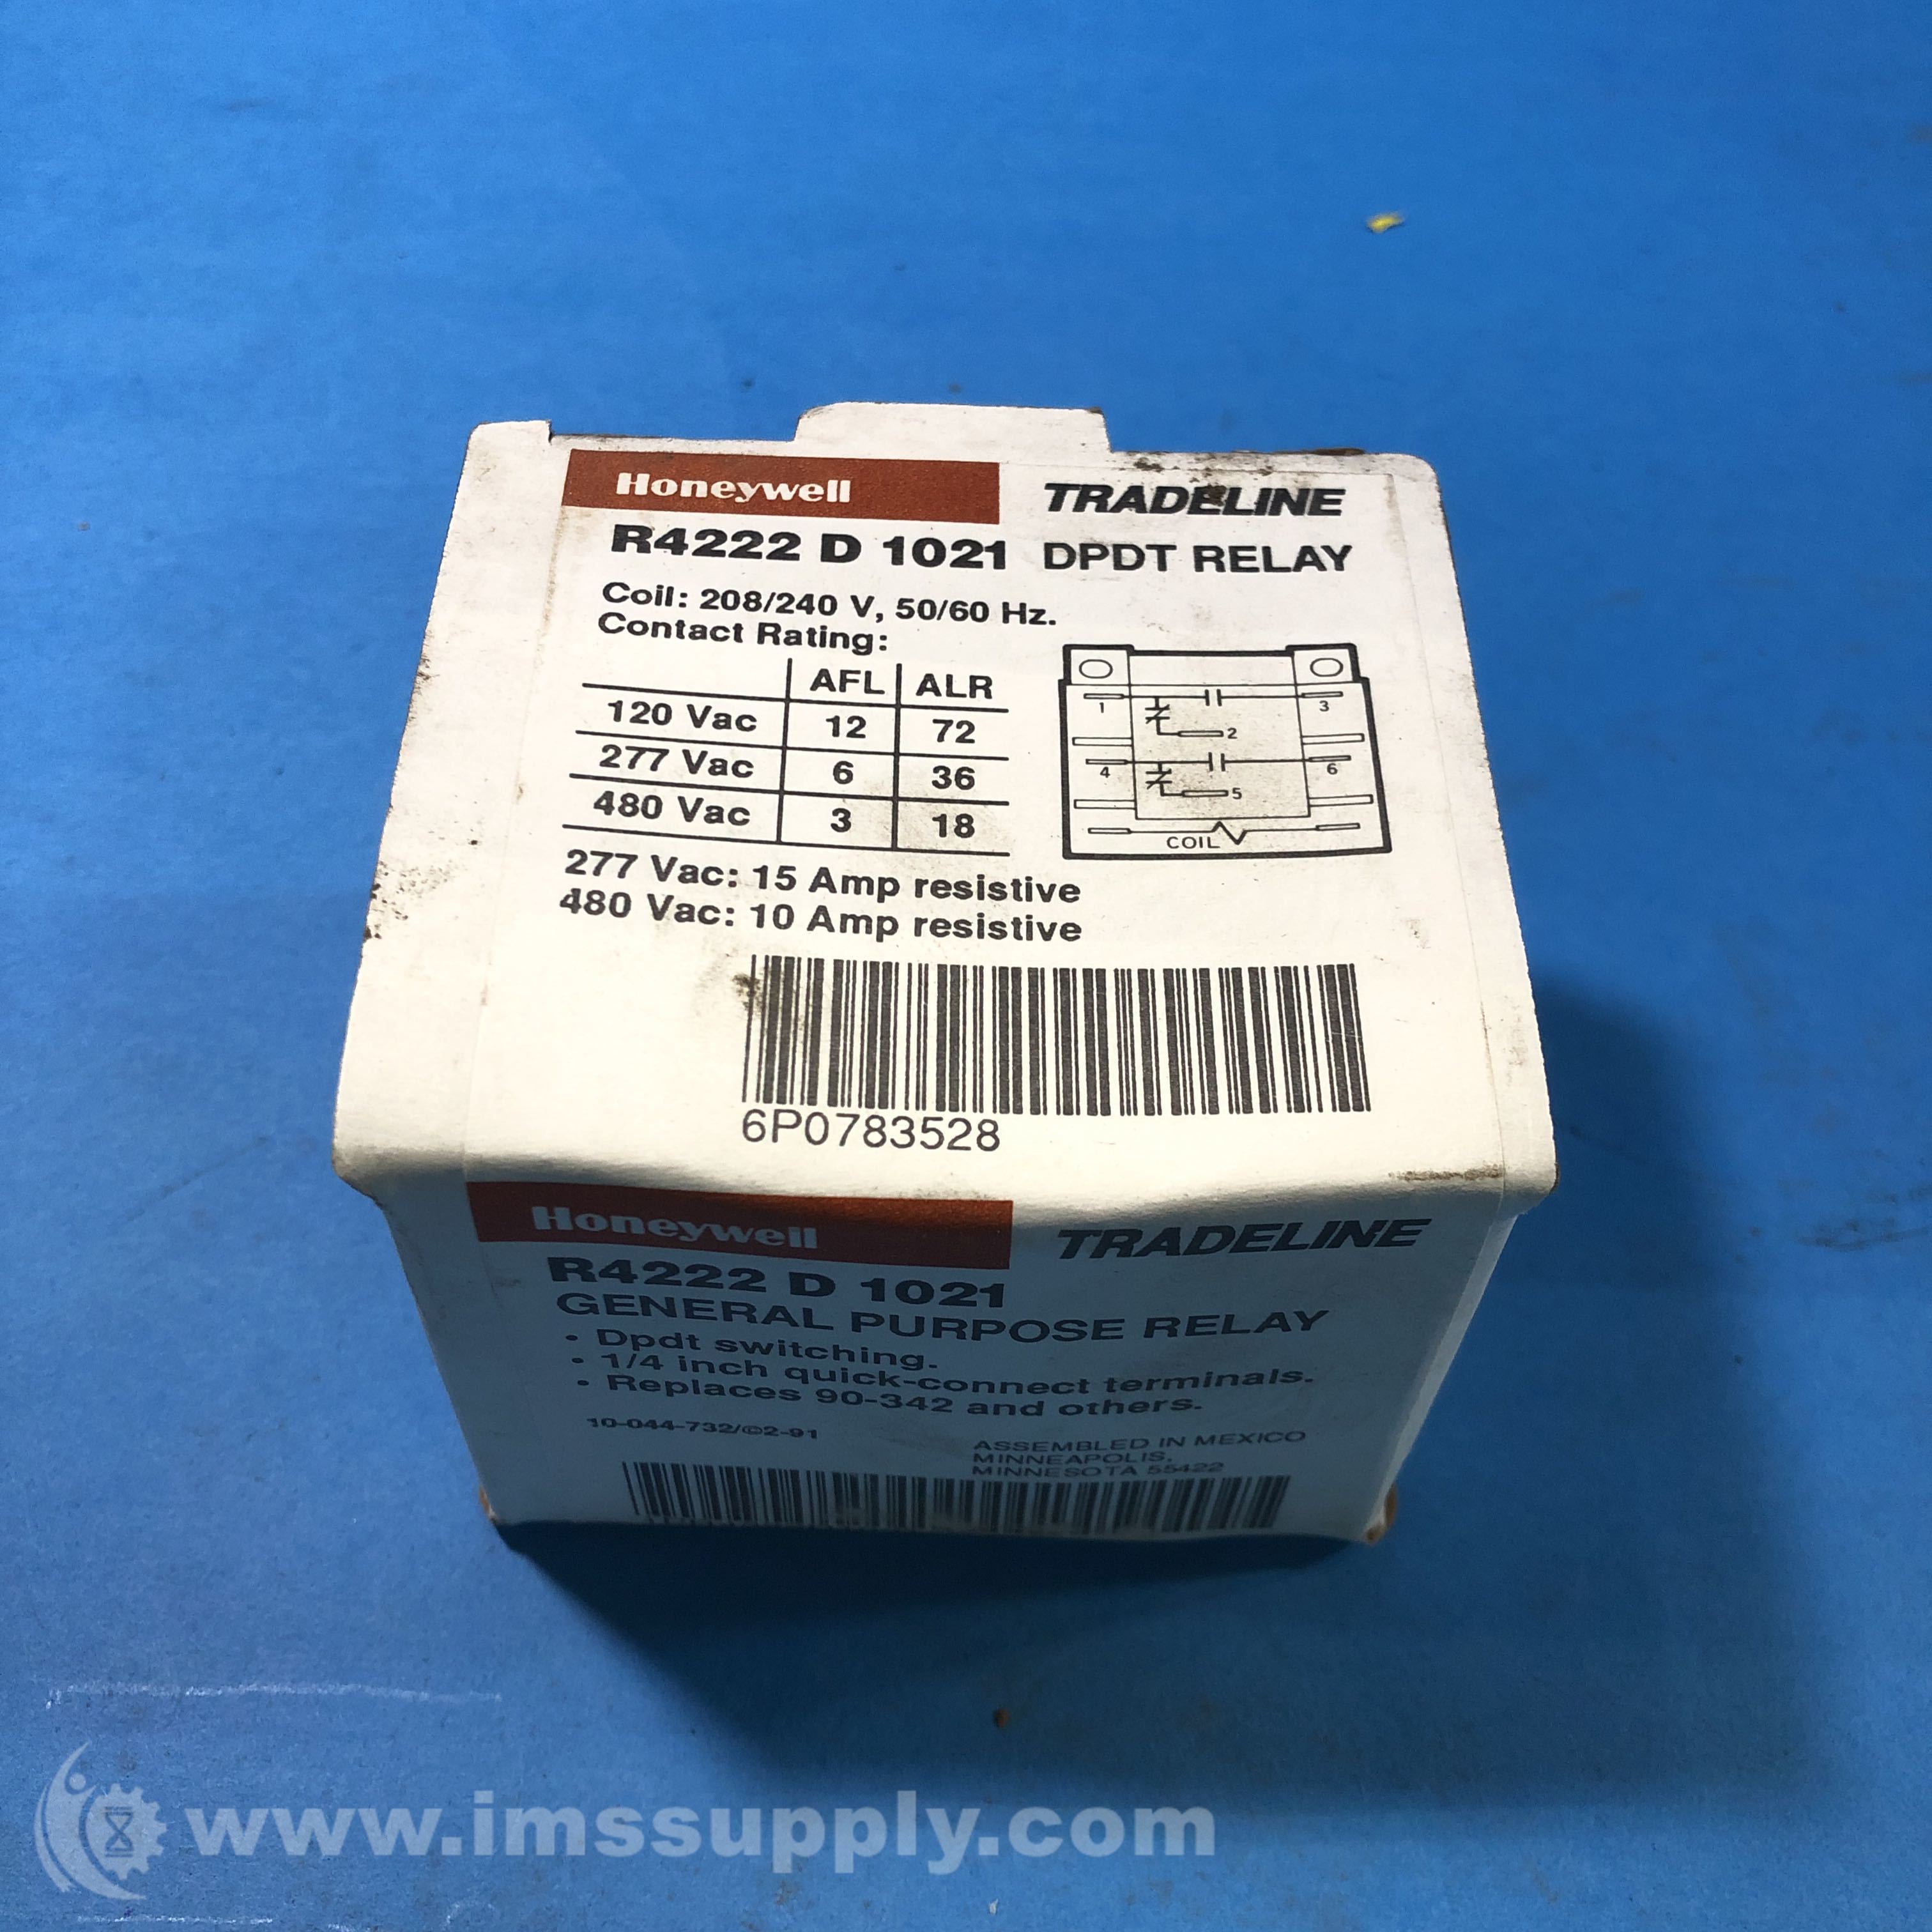 Honeywell TRADELINE
R4222 D 1021 DPDT RELAY
Coil: 208/240 V, 50/60 Hz.
Contact Rating:
AFL ALR
120 Vac 12 72
277 Vac 6 36
480 Vac 3 18
1 3
2
4 6
5
COIL
277 Vac: 15 Amp resistive
480 Vac: 10 Amp resistive
6P0783528
Honeywell TRADELINE
R4222 D 1021
GENERAL PURPOSE RELAY
• Dpdt switching.
• 1/4 inch quick-connect terminals.
• Replaces 90-342 and others.
10-044-732/©2-91
ASSEMBLED IN MEXICO
MINNEAPOLIS,
MINNESOTA 55422
www.imssupply.com